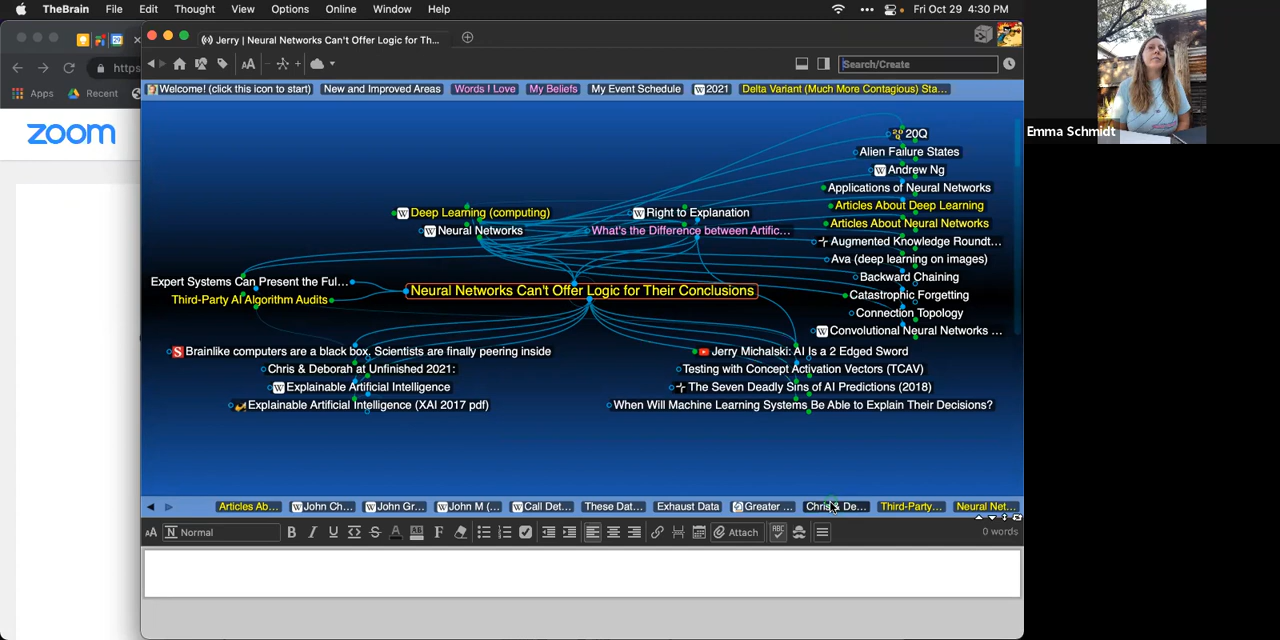 TheBrain File Edit Thought View Options Online Window Help
Fri Oct 29 4:30 PM
Jerry | Neural Networks Can't Offer Logic for Th...
https
Search/Create
Apps Recent
Welcome! (click this icon to start) New and Improved Areas Words I Love My Beliefs My Event Schedule 2021 Delta Variant (Much More Contagious) Sta...
zoom
Emma Schmidt
20Q
Alien Failure States
Andrew Ng
Applications of Neural Networks
Articles About Deep Learning
Articles About Neural Networks
Augmented Knowledge Roundt...
Ava (deep learning on images)
Backward Chaining
Catastrophic Forgetting
Connection Topology
Convolutional Neural Networks ...
Deep Learning (computing)
Neural Networks
Right to Explanation
What's the Difference between Artific...
Expert Systems Can Present the Ful...
Third-Party AI Algorithm Audits
Neural Networks Can't Offer Logic for Their Conclusions
Brainlike computers are a black box. Scientists are finally peering inside
Chris & Deborah at Unfinished 2021:
Explainable Artificial Intelligence
Explainable Artificial Intelligence (XAI 2017 pdf)
Jerry Michalski: AI Is a 2 Edged Sword
Testing with Concept Activation Vectors (TCAV)
The Seven Deadly Sins of AI Predictions (2018)
When Will Machine Learning Systems Be Able to Explain Their Decisions?
Articles Ab... John Ch... John Gr... John M (... Call Det... These Dat... Exhaust Data Greater ... Chris & De... Third-Party... Neural Net...
Normal
Attach
0 words